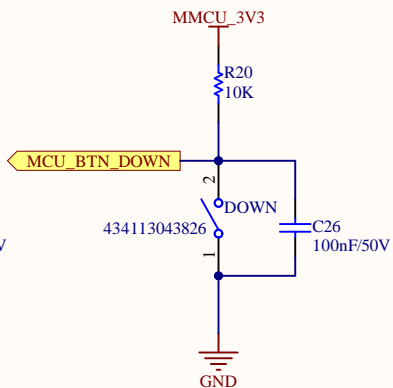 MMCU_3V3
R20
10K
MCU_BTN_DOWN
2
DOWN
434113043826
1
C26
100nF/50V
V
GND